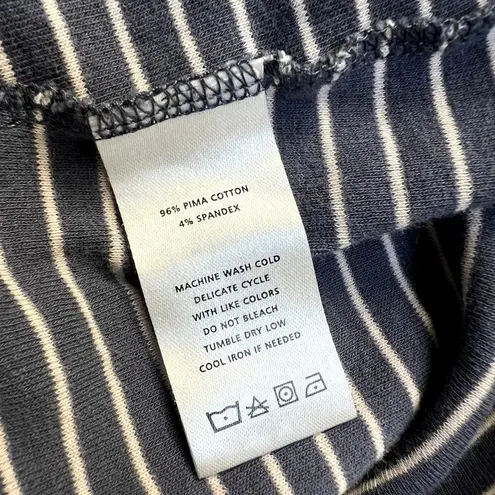 96% PIMA COTTON
4% SPANDEX
MACHINE WASH COLD
DELICATE CYCLE
WITH LIKE COLORS
DO NOT BLEACH
TUMBLE DRY LOW
COOL IRON IF NEEDED